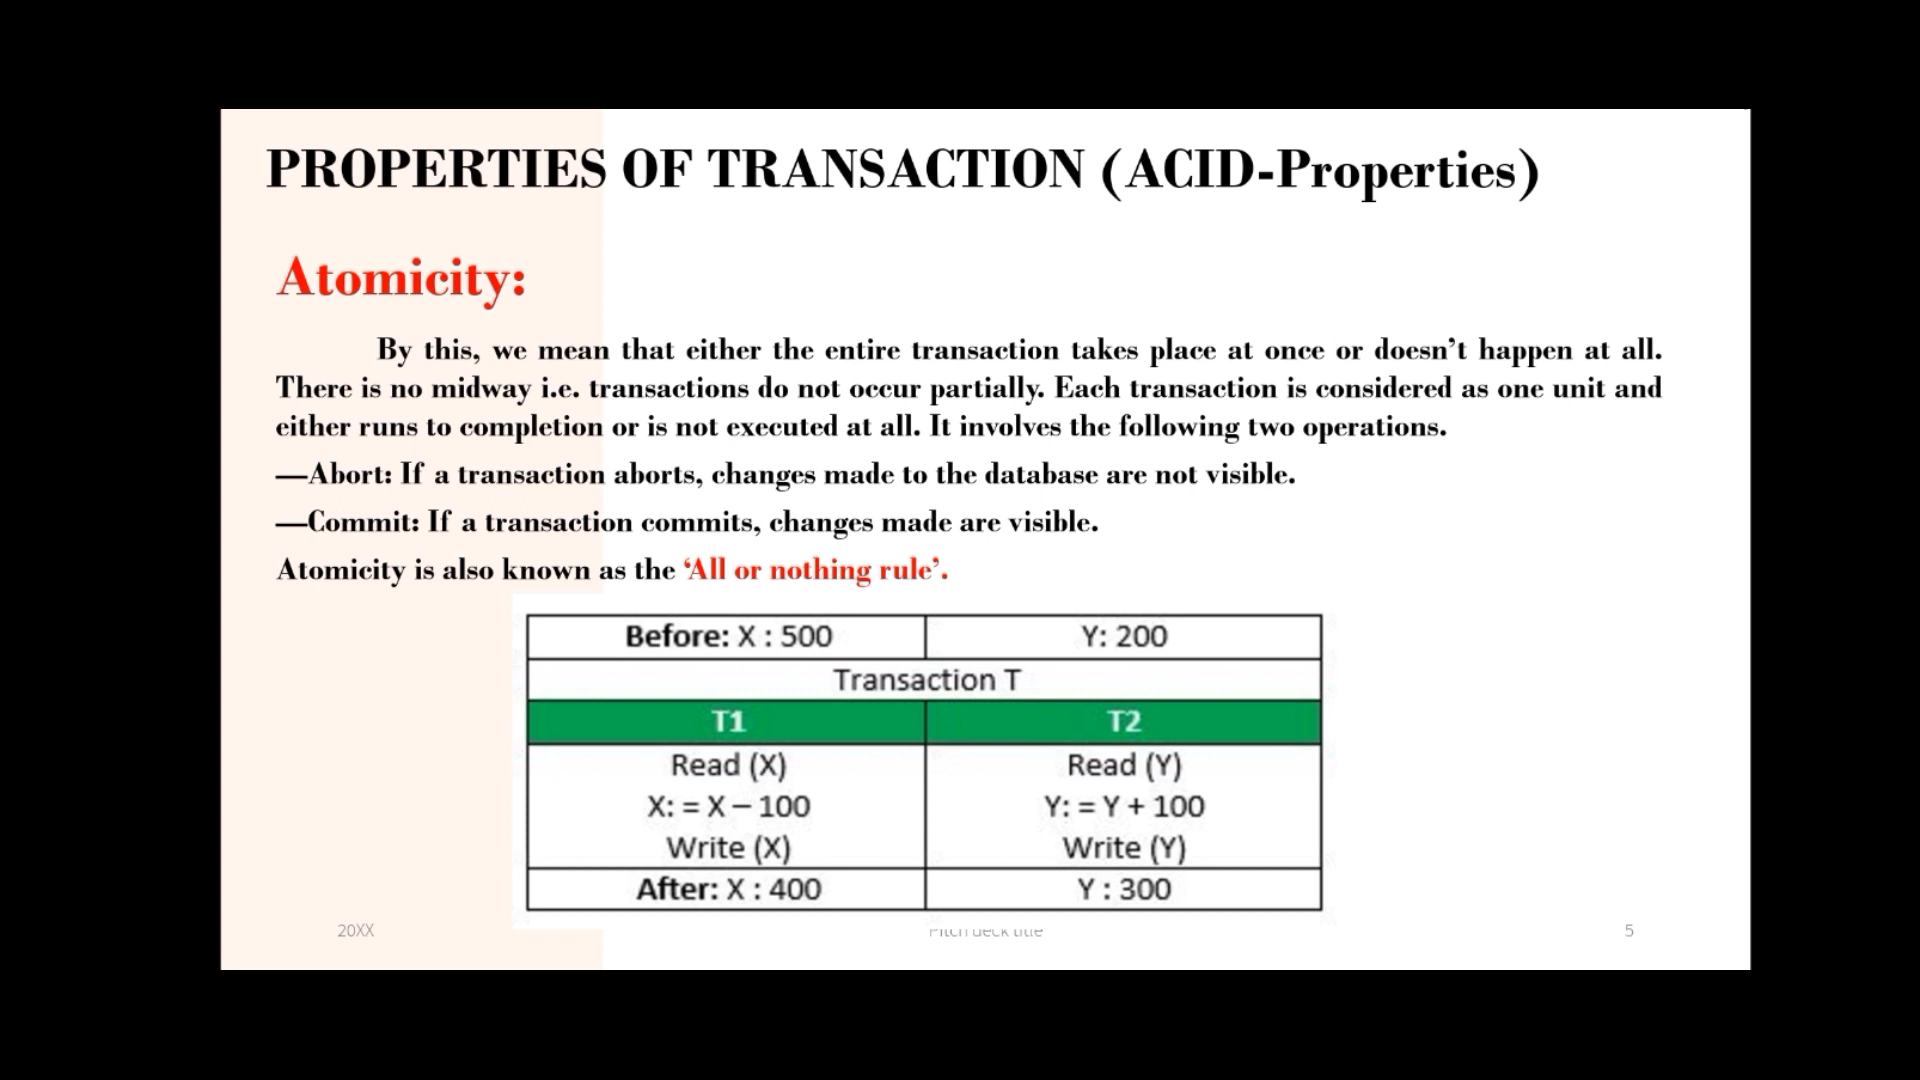 PROPERTIES OF TRANSACTION (ACID-Properties)
Atomicity:
By this, we mean that either the entire transaction takes place at once or doesn’t happen at all.
There is no midway i.e. transactions do not occur partially. Each transaction is considered as one unit and
either runs to completion or is not executed at all. It involves the following two operations.
—Abort: If a transaction aborts, changes made to the database are not visible.
—Commit: If a transaction commits, changes made are visible.
Atomicity is also known as the ‘All or nothing rule’.
Before: X : 500 Y: 200
Transaction T
T1 T2
Read (X) Read (Y)
X: = X – 100 Y: = Y + 100
Write (X) Write (Y)
After: X : 400 Y : 300
20XX Pitch deck title 5